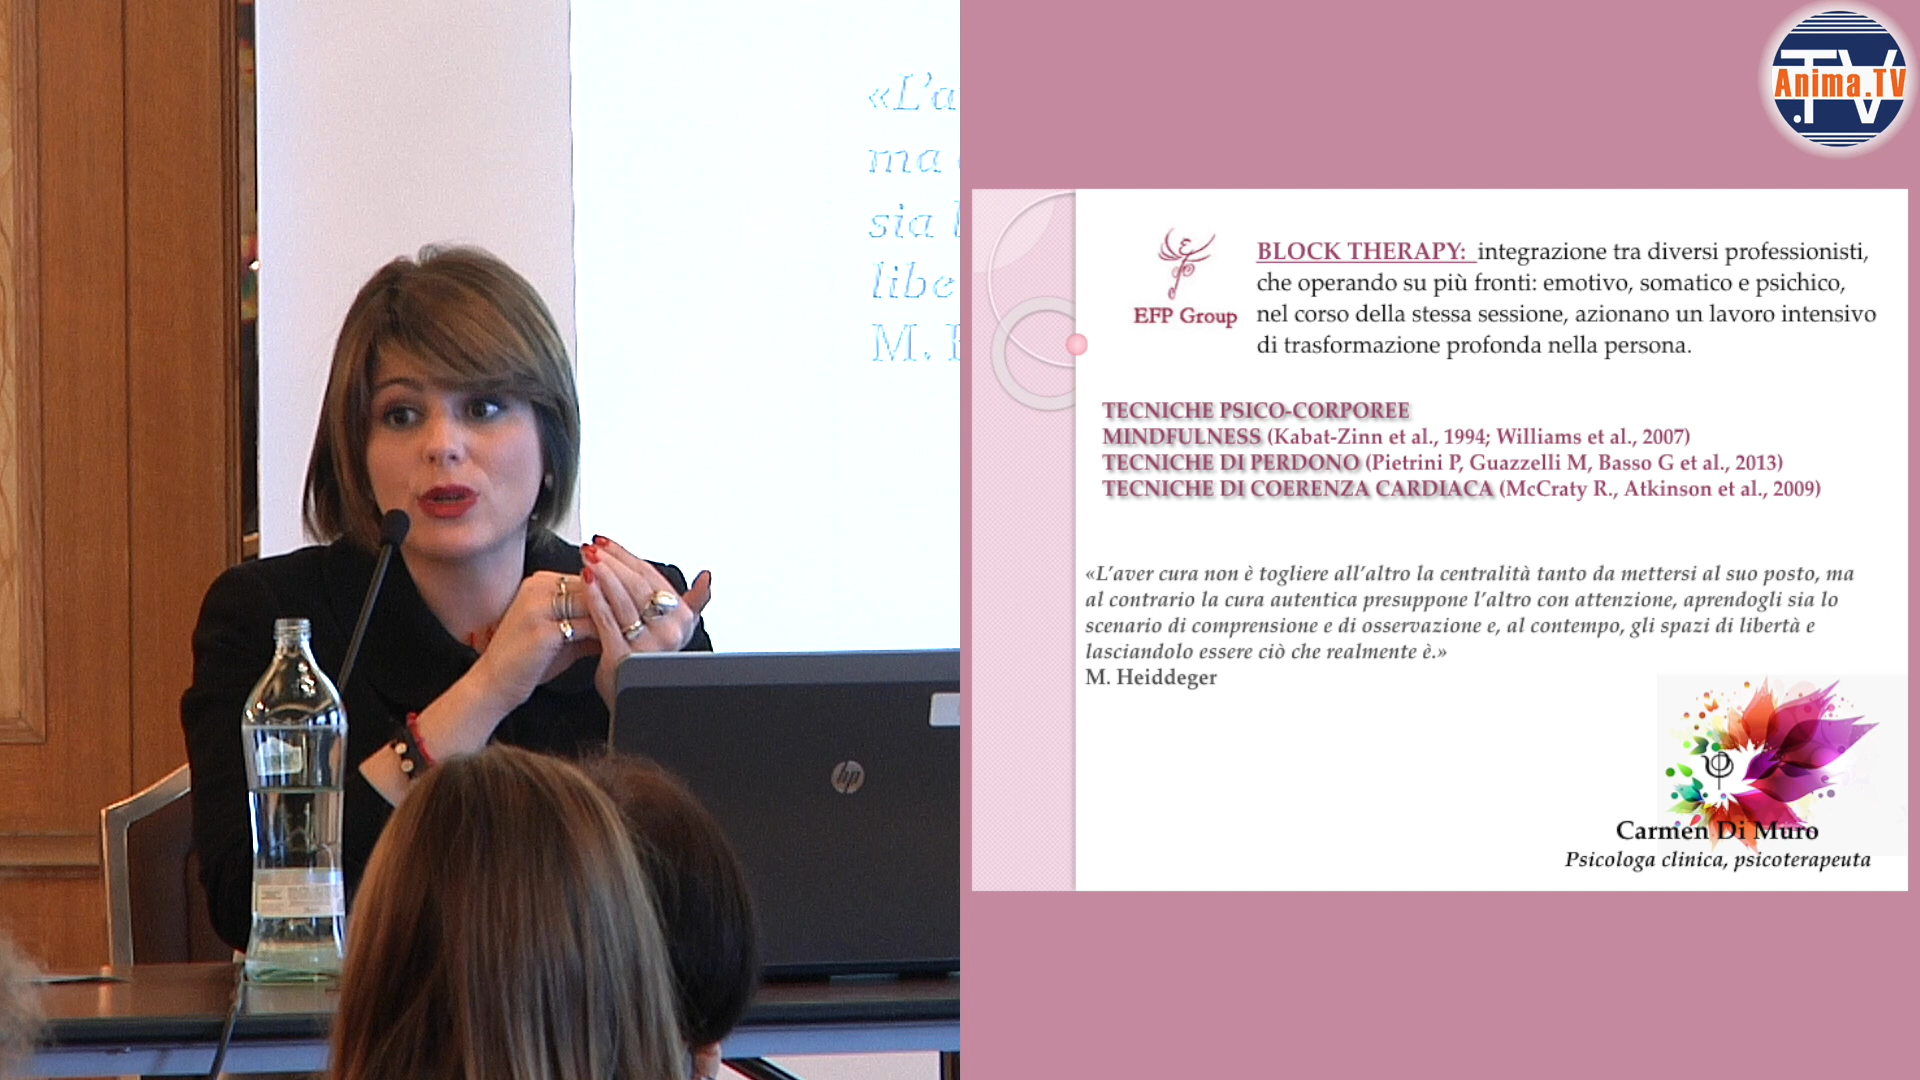 «L'a
ma
sia
libe
M.
hp
.TV
Anima.TV
EFP Group
BLOCK THERAPY: integrazione tra diversi professionisti,
che operando su più fronti: emotivo, somatico e psichico,
nel corso della stessa sessione, azionano un lavoro intensivo
di trasformazione profonda nella persona.
TECNICHE PSICO-CORPOREE
MINDFULNESS (Kabat-Zinn et al., 1994; Williams et al., 2007)
TECNICHE DI PERDONO (Pietrini P, Guazzelli M, Basso G et al., 2013)
TECNICHE DI COERENZA CARDIACA (McCraty R., Atkinson et al., 2009)
«L'aver cura non è togliere all'altro la centralità tanto da mettersi al suo posto, ma
al contrario la cura autentica presuppone l'altro con attenzione, aprendogli sia lo
scenario di comprensione e di osservazione e, al contempo, gli spazi di libertà e
lasciandolo essere ciò che realmente è.»
M. Heiddeger
Carmen Di Muro
Psicologa clinica, psicoterapeuta